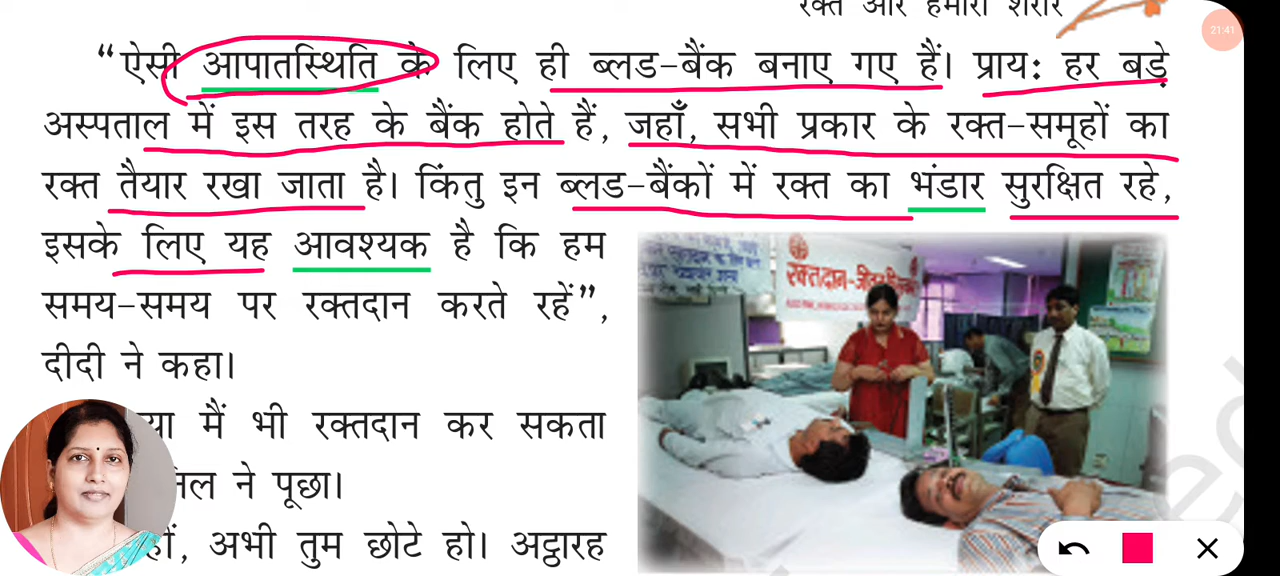 रक्त और हमारा शरीर
21:41
“ऐसी आपातस्थिति के लिए ही ब्लड-बैंक बनाए गए हैं। प्रायः हर बड़े
अस्पताल में इस तरह के बैंक होते हैं, जहाँ, सभी प्रकार के रक्त-समूहों का
रक्त तैयार रखा जाता है। किंतु इन ब्लड-बैंकों में रक्त का भंडार सुरक्षित रहे,
इसके लिए यह आवश्यक है कि हम
समय-समय पर रक्तदान करते रहें”,
दीदी ने कहा।
मैं भी रक्तदान कर सकता
ने पूछा।
अभी तुम छोटे हो। अट्ठारह
रक्तदान-जीवन